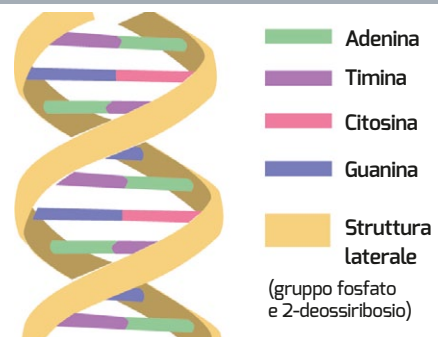 Adenina
Timina
Citosina
Guanina
Struttura
laterale
(gruppo fosfato
e 2-deossiribosio)